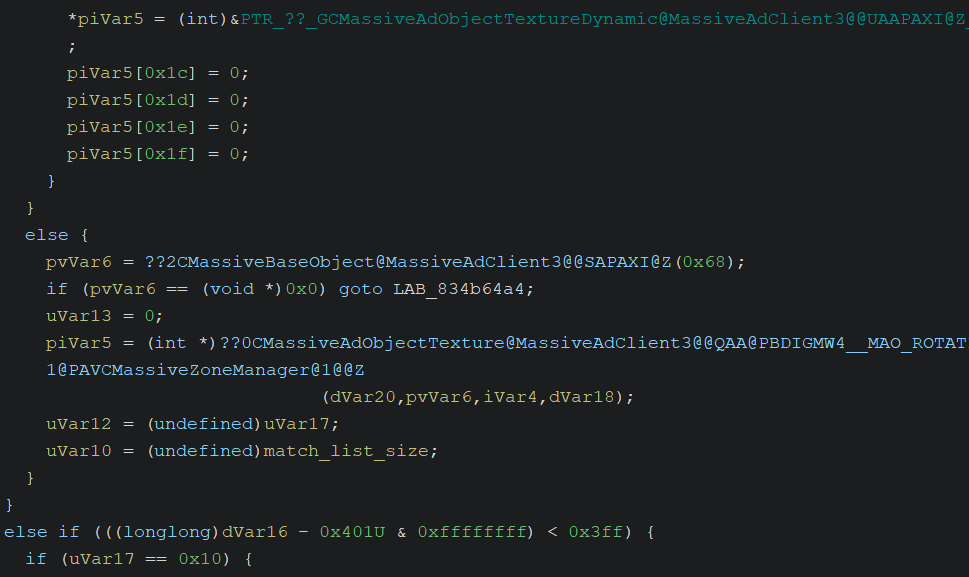 *piVar5 = (int)&PTR_??_GCMassiveAdObjectTextureDynamic@MassiveAdClient3@@UAAPAXI@Z_
;
piVar5[0x1c] = 0;
piVar5[0x1d] = 0;
piVar5[0x1e] = 0;
piVar5[0x1f] = 0;
}
}
else {
pvVar6 = ??2CMassiveBaseObject@MassiveAdClient3@@SAPAXI@Z(0x68);
if (pvVar6 == (void *)0x0) goto LAB_834b64a4;
uVar13 = 0;
piVar5 = (int *)??0CMassiveAdObjectTexture@MassiveAdClient3@@QAA@PBDIGMW4__MAO_ROTAT
1@PAVCMassiveZoneManager@1@@Z
(dVar20,pvVar6,iVar4,dVar18);
uVar12 = (undefined)uVar17;
uVar10 = (undefined)match_list_size;
}
}
else if (((longlong)dVar16 - 0x401U & 0xffffffff) < 0x3ff) {
if (uVar17 == 0x10) {